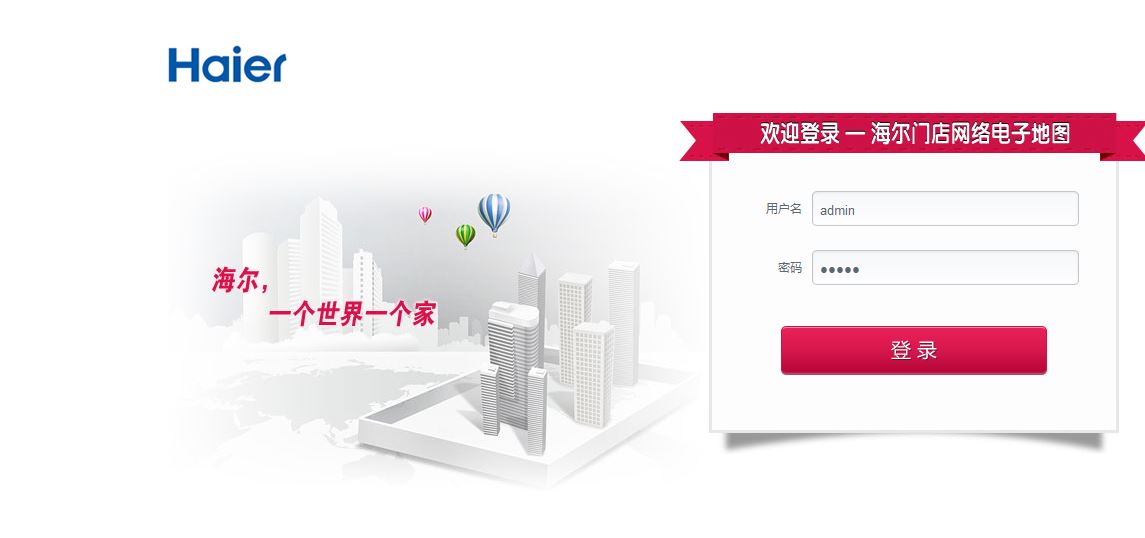 Haier
欢迎登录 — 海尔门店网络电子地图
用户名
admin
密码
●●●●●
登 录
海尔，
一个世界一个家